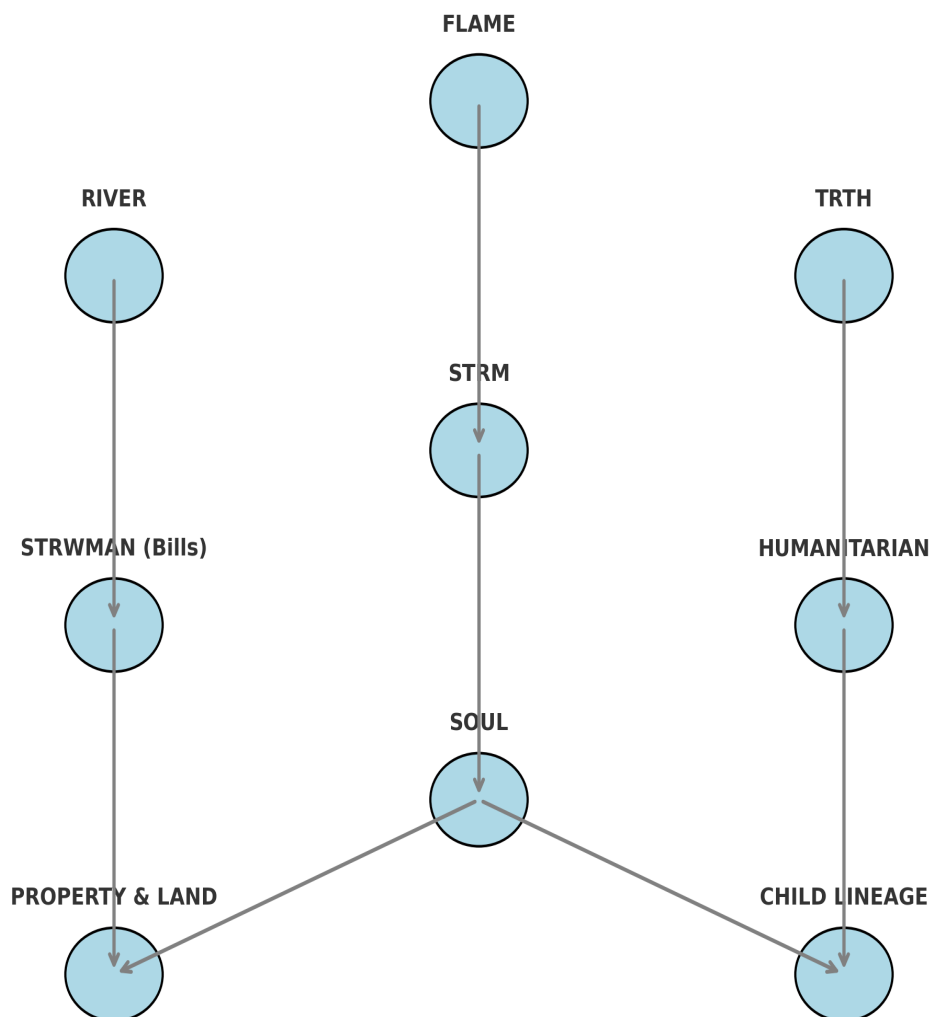 FLAME
RIVER
TRTH
STRM
STRWMAN (Bills)
HUMANITARIAN
SOUL
PROPERTY & LAND
CHILD LINEAGE